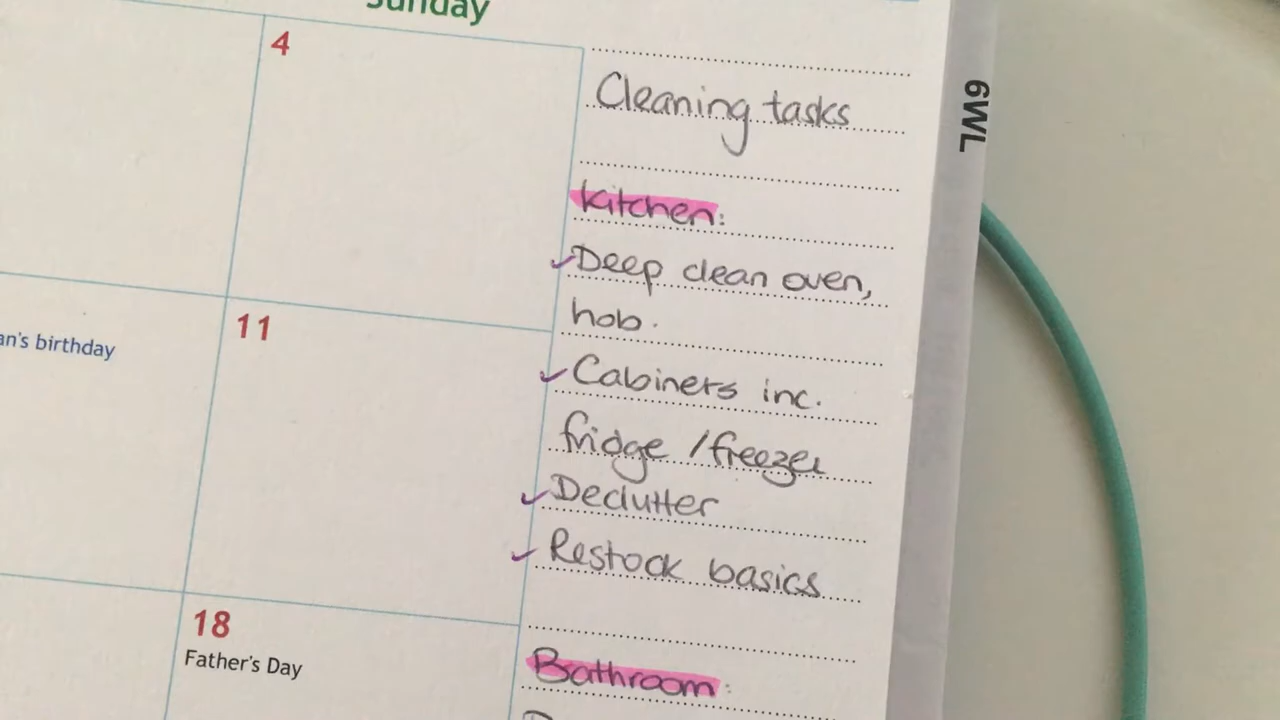 Sunday
4
Cleaning tasks
Kitchen:
Deep clean oven,
hob.
an's birthday
11
Cabinets inc.
fridge / freezer
Declutter
Restock basics
18
Father's Day
Bathroom:
6WL